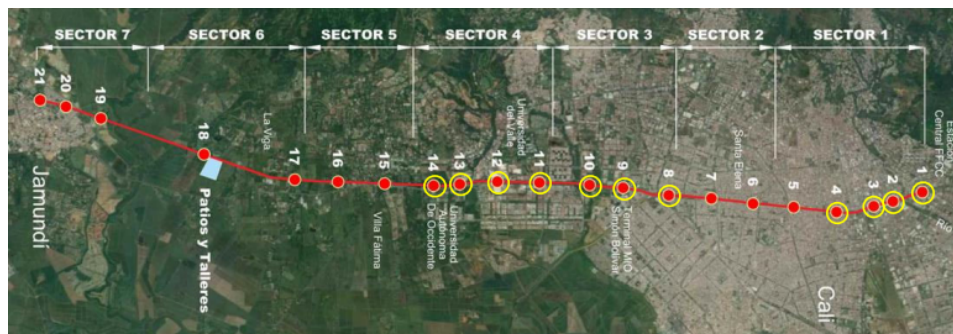 SECTOR 7
SECTOR 6
SECTOR 5
SECTOR 4
SECTOR 3
SECTOR 2
SECTOR 1
21
20
19
18
17
16
15
14
13
12
11
10
9
8
7
6
5
4
3
2
1
Jamundí
Patios y Talleres
La Viga
Villa Fátima
Universidad
Autónoma
De Occidente
Universidad
del Valle
Terminal MIO
Simón Bolívar
Santa Elena
Cali
Estación
Central FFCC
Rio